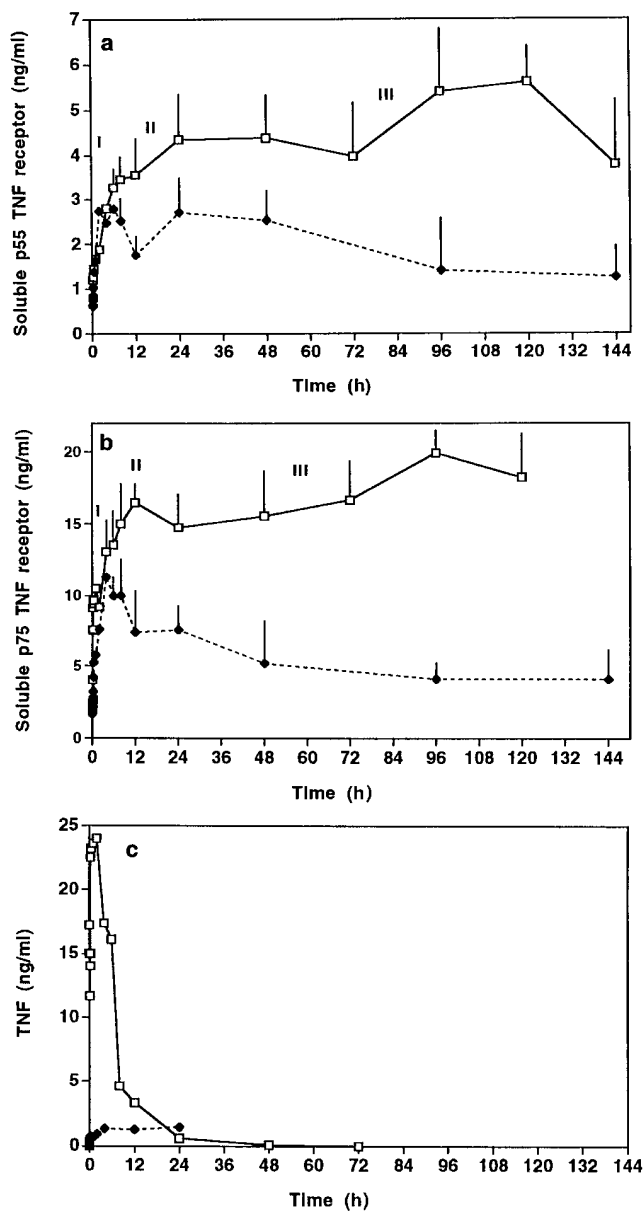 a
Soluble p55 TNF receptor (ng/ml)
7
6
5
4
3
2
1
0
I
II
III
0 12 24 36 48 60 72 84 96 108 120 132 144
Time (h)
b
Soluble p75 TNF receptor (ng/ml)
20
15
10
5
0
I
II
III
0 12 24 36 48 60 72 84 96 108 120 132 144
Time (h)
c
TNF (ng/ml)
25
20
15
10
5
0
0 12 24 36 48 60 72 84 96 108 120 132 144
Time (h)